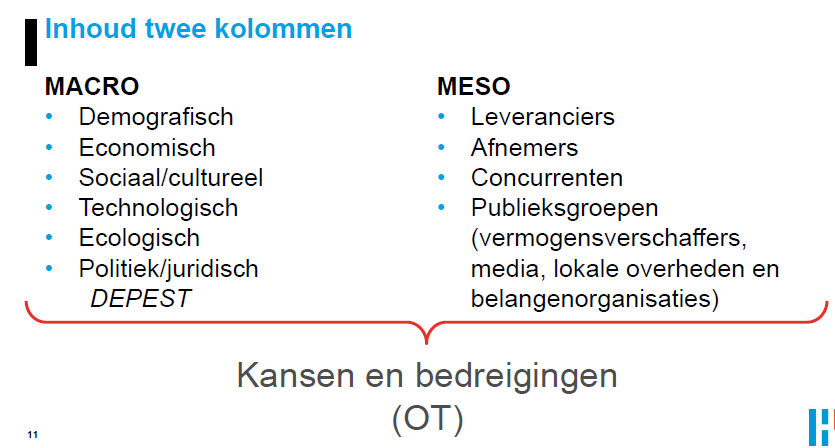 Inhoud twee kolommen
MACRO
• Demografisch
• Economisch
• Sociaal/cultureel
• Technologisch
• Ecologisch
• Politiek/juridisch
DEPEST
MESO
• Leveranciers
• Afnemers
• Concurrenten
• Publieksgroepen
(vermogensverschaffers,
media, lokale overheden en
belangenorganisaties)
Kansen en bedreigingen
(OT)
11